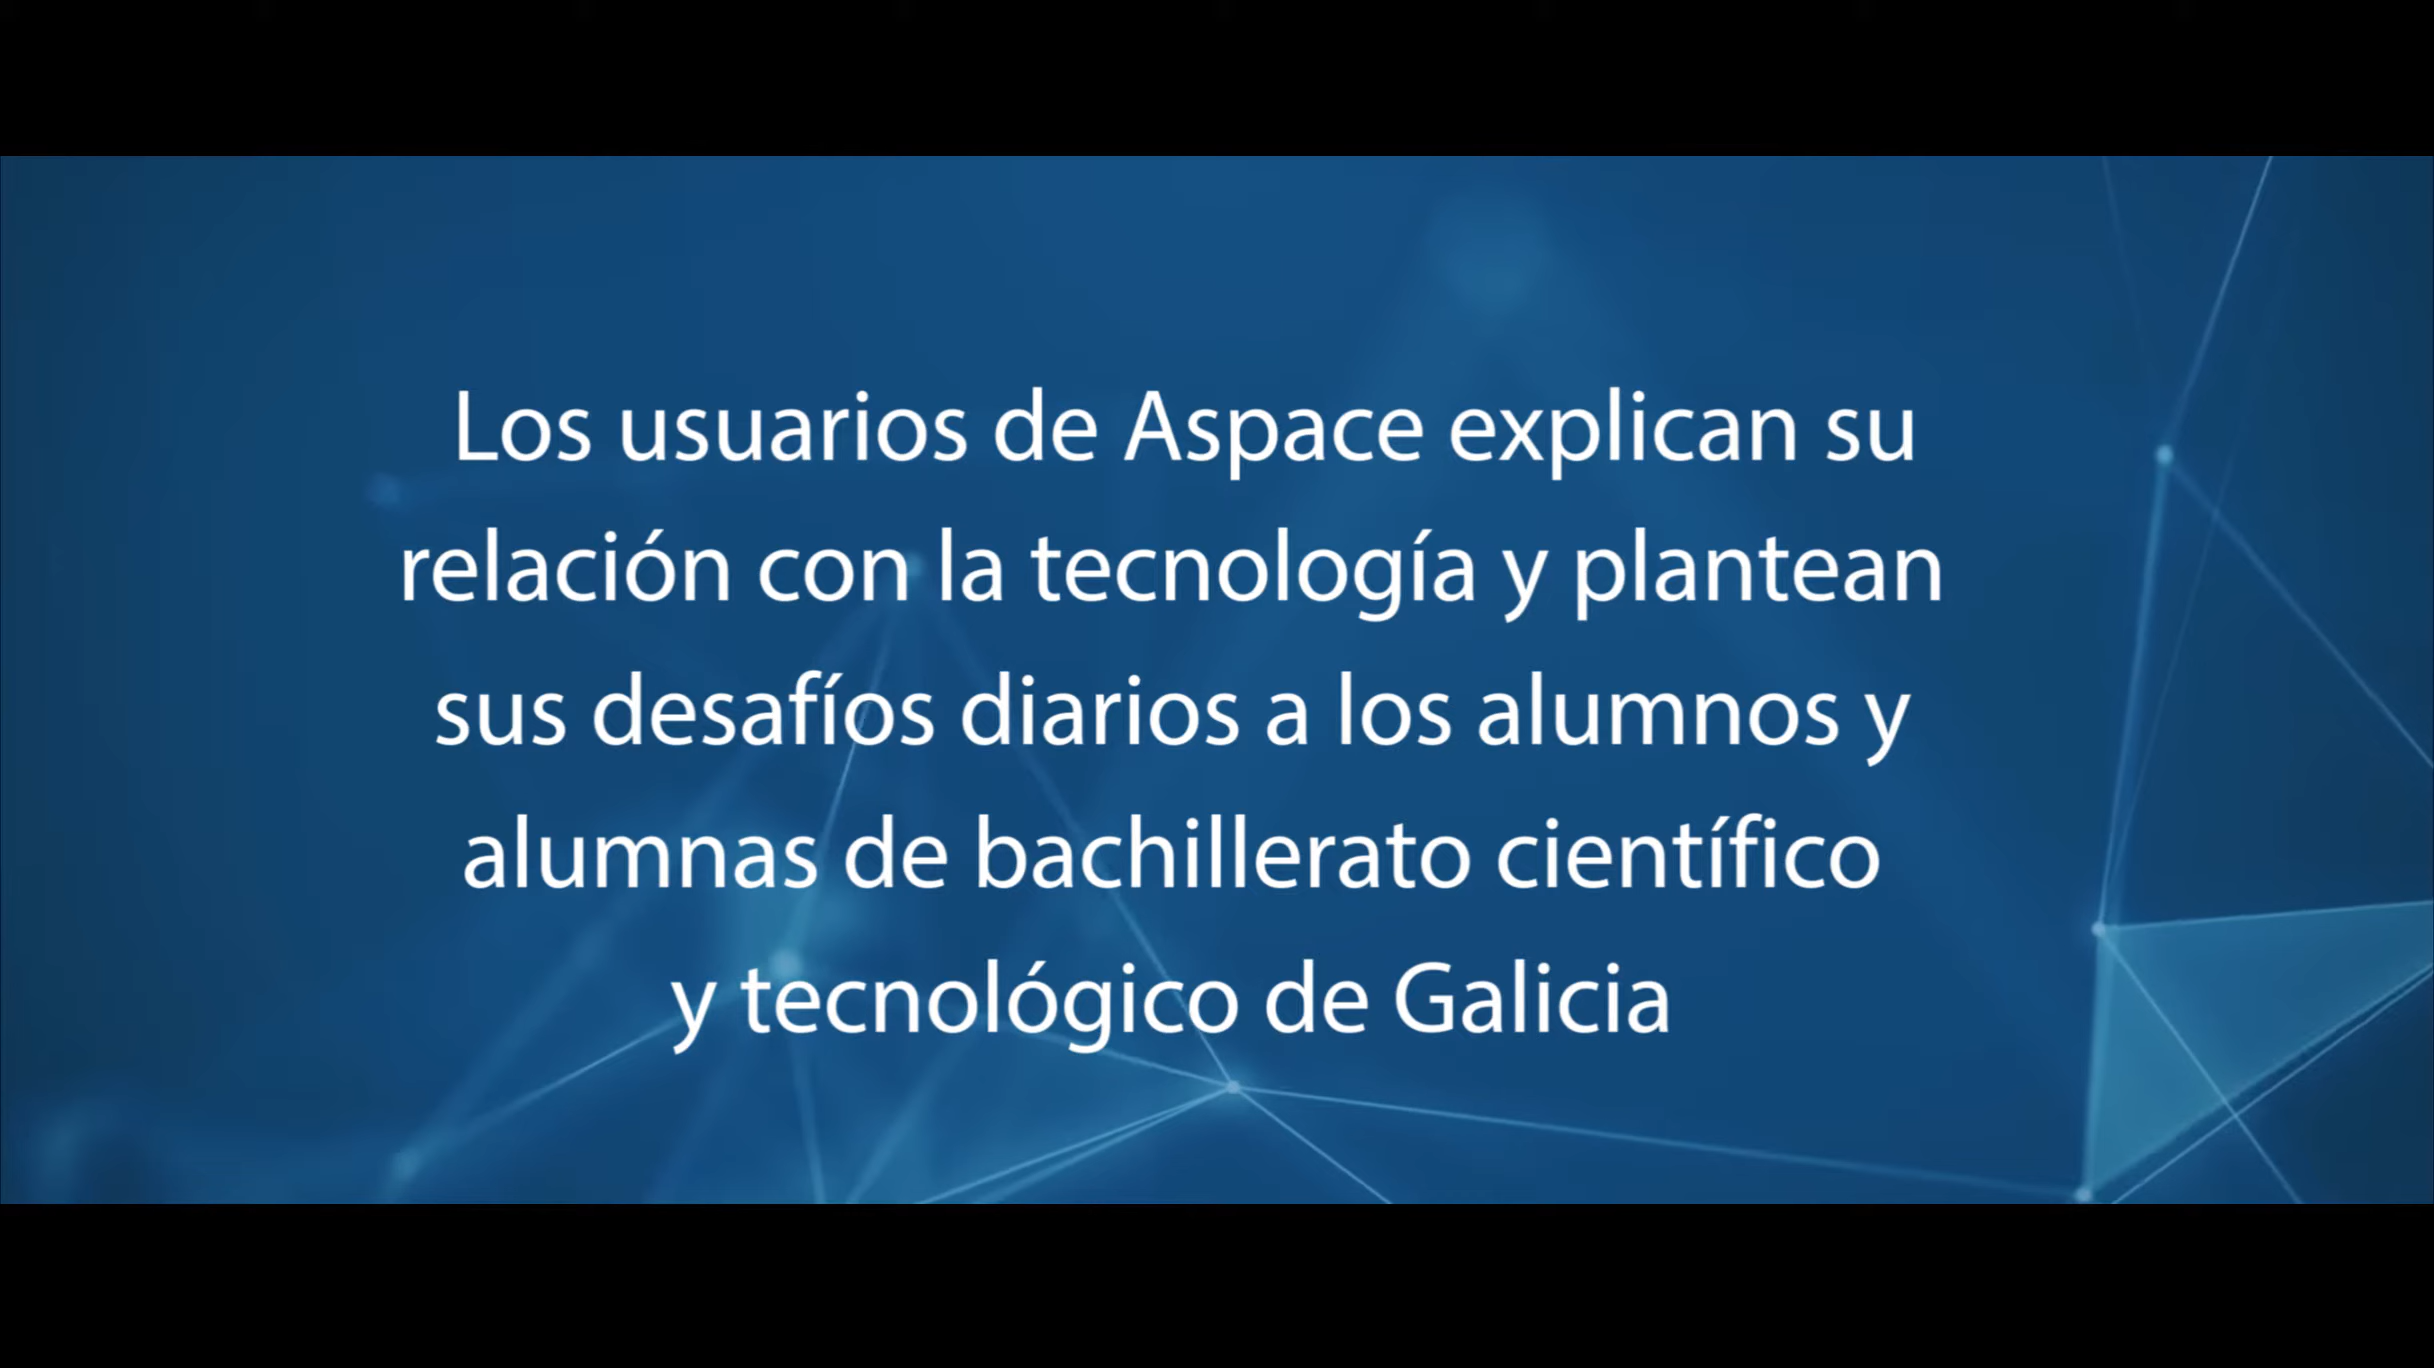 Los usuarios de Aspace explican su
relación con la tecnología y plantean
sus desafíos diarios a los alumnos y
alumnas de bachillerato científico
y tecnológico de Galicia